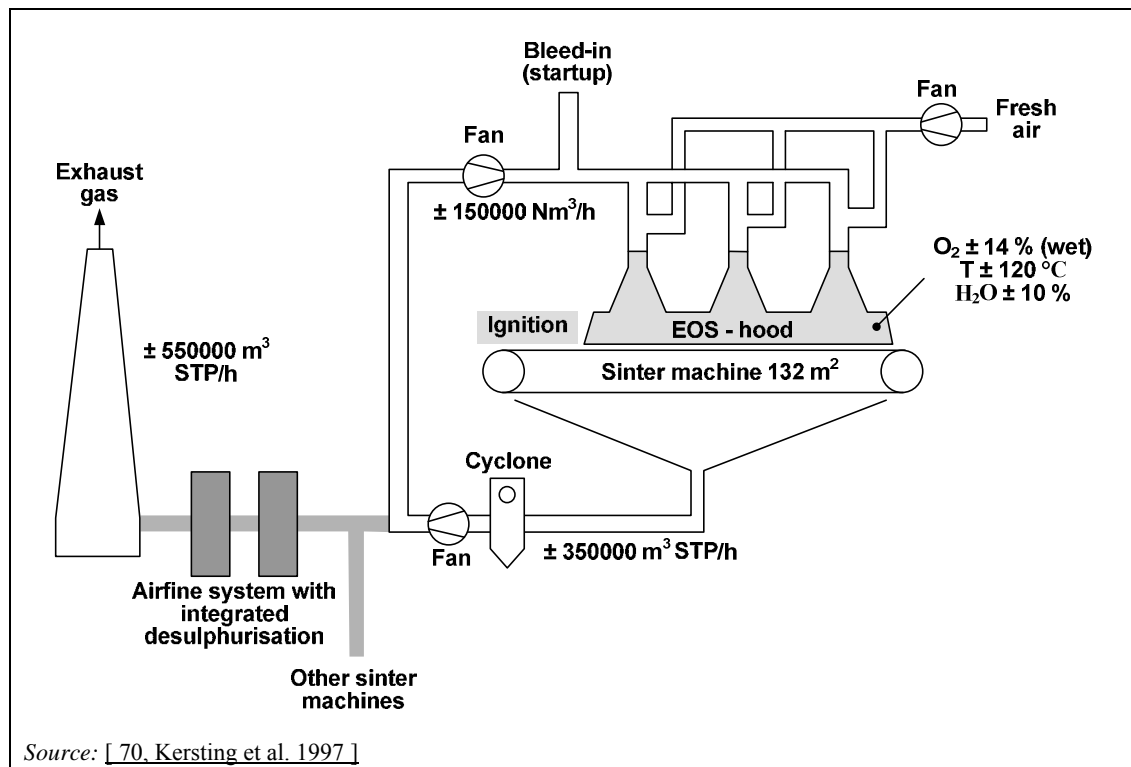 Bleed-in
(startup)
Fan
Fresh
air
Fan
Exhaust
gas
± 150000 Nm³/h
O₂ ± 14 % (wet)
T ± 120 °C
H₂O ± 10 %
± 550000 m³
STP/h
Ignition
EOS - hood
Sinter machine 132 m²
Cyclone
Fan
± 350000 m³ STP/h
Airfine system with
integrated
desulphurisation
Other sinter
machines
Source: [ 70, Kersting et al. 1997 ]